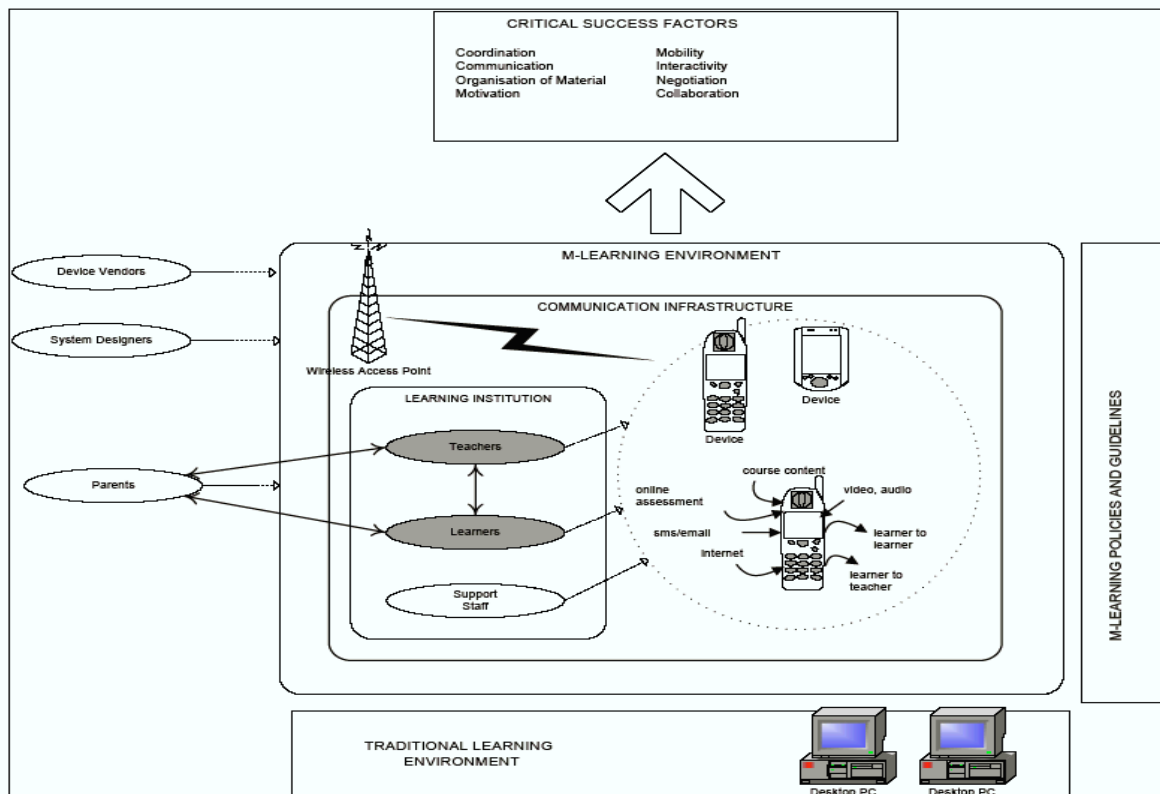 CRITICAL SUCCESS FACTORS
Coordination
Communication
Organisation of Material
Motivation
Mobility
Interactivity
Negotiation
Collaboration
Device Vendors
System Designers
Parents
M-LEARNING ENVIRONMENT
COMMUNICATION INFRASTRUCTURE
Wireless Access Point
LEARNING INSTITUTION
Teachers
Learners
Support
Staff
Device
Device
course content
online
assessment
video, audio
sms/email
learner to
learner
internet
learner to
teacher
M-LEARNING POLICIES AND GUIDELINES
TRADITIONAL LEARNING
ENVIRONMENT
Desktop PC
Desktop PC